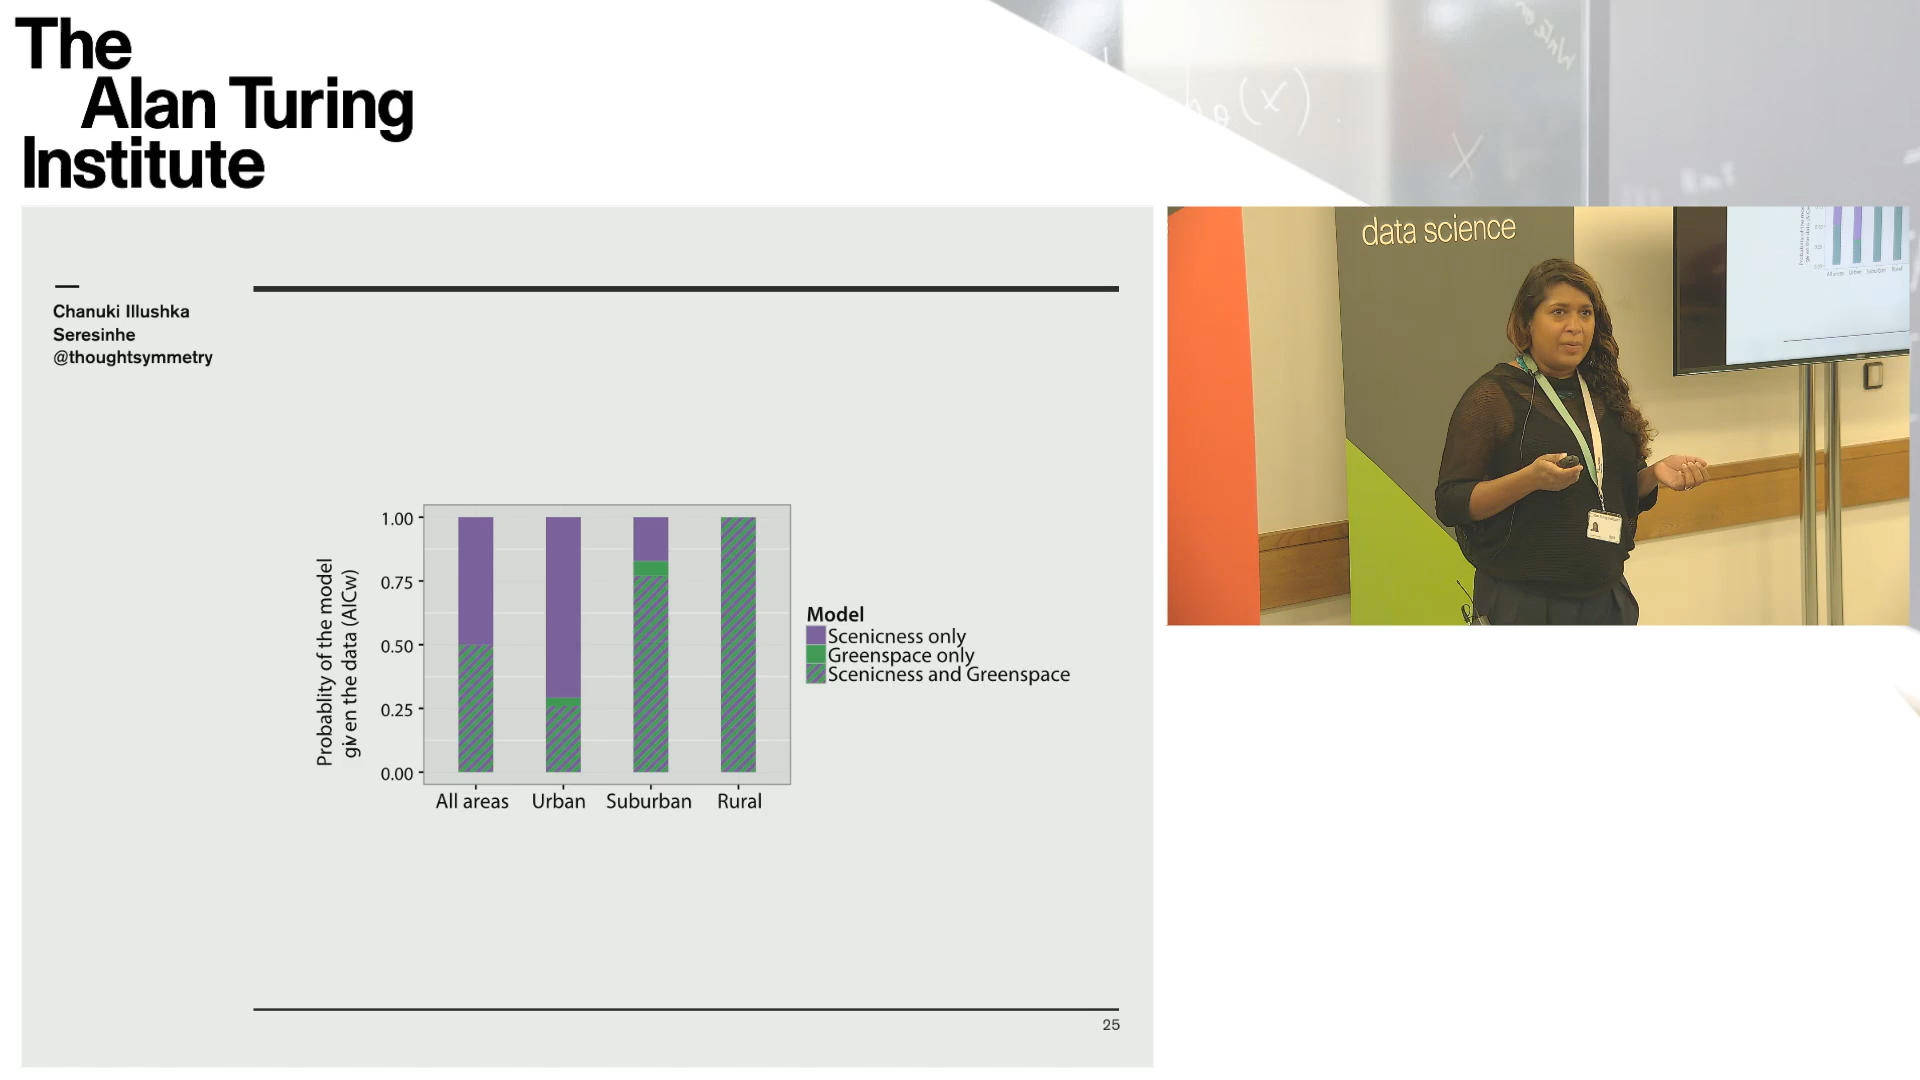 The
Alan Turing
Institute
Chanuki Illushka
Seresinhe
@thoughtsymmetry
Probablity of the model
given the data (AICw)
1.00
0.75
0.50
0.25
0.00
All areas Urban Suburban Rural
Model
Scenicness only
Greenspace only
Scenicness and Greenspace
25
data science